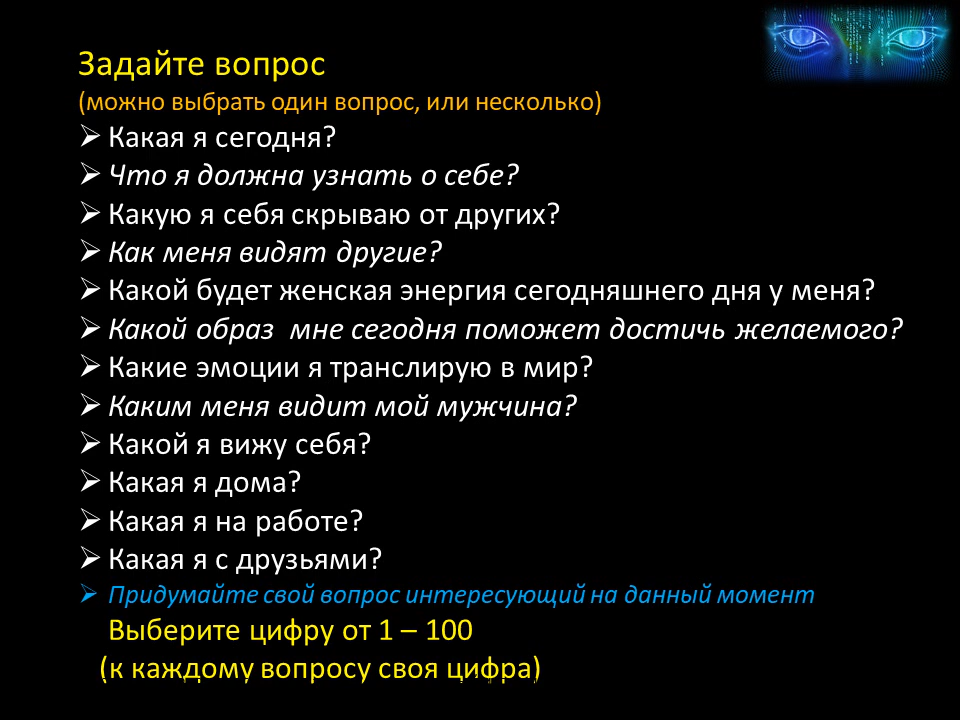 Задайте вопрос
(можно выбрать один вопрос, или несколько)
Какая я сегодня?
Что я должна узнать о себе?
Какую я себя скрываю от других?
Как меня видят другие?
Какой будет женская энергия сегодняшнего дня у меня?
Какой образ мне сегодня поможет достичь желаемого?
Какие эмоции я транслирую в мир?
Каким меня видит мой мужчина?
Какой я вижу себя?
Какая я дома?
Какая я на работе?
Какая я с друзьями?
Придумайте свой вопрос интересующий на данный момент
Выберите цифру от 1 – 100
(к каждому вопросу своя цифра)